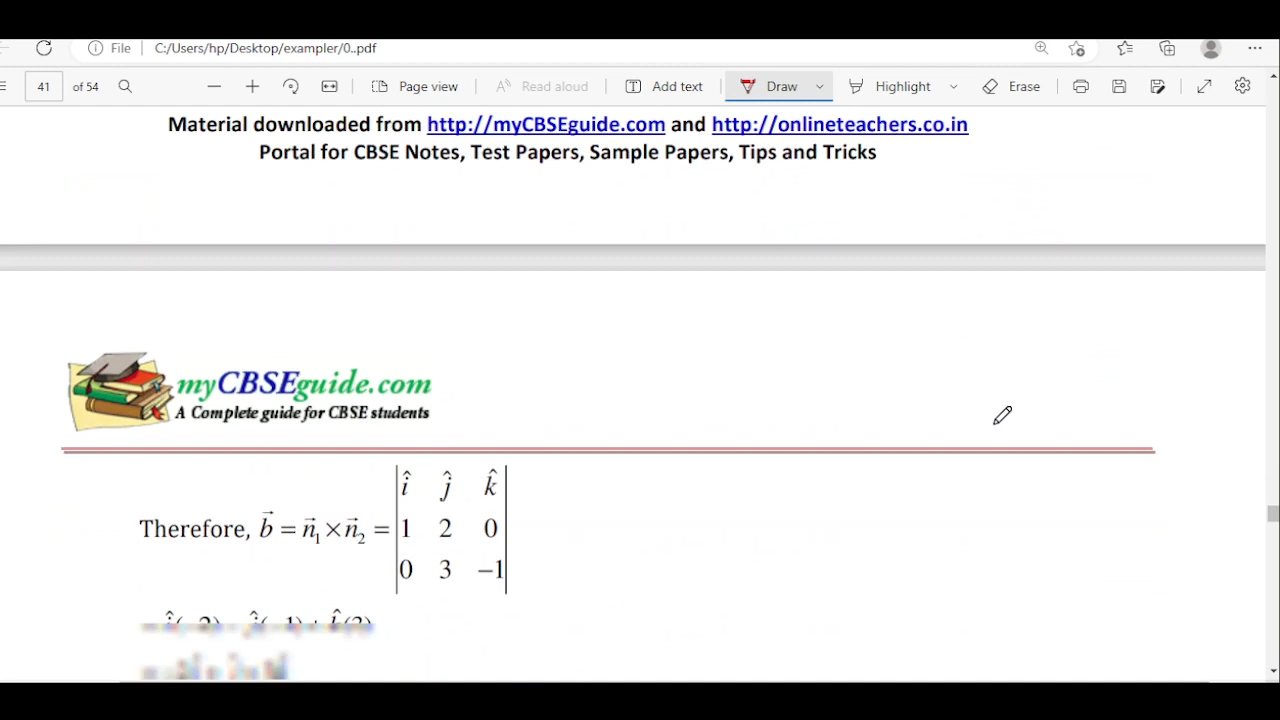 File C:/Users/hp/Desktop/exampler/0..pdf
41 of 54 Page view Read aloud Add text Draw Highlight Erase
Material downloaded from http://myCBSEguide.com and http://onlineteachers.co.in
Portal for CBSE Notes, Test Papers, Sample Papers, Tips and Tricks
myCBSEguide.com
A Complete guide for CBSE students
î ĵ k̂
Therefore, b⃗ = n⃗₁ × n⃗₂ = 1 2 0
0 3 −1